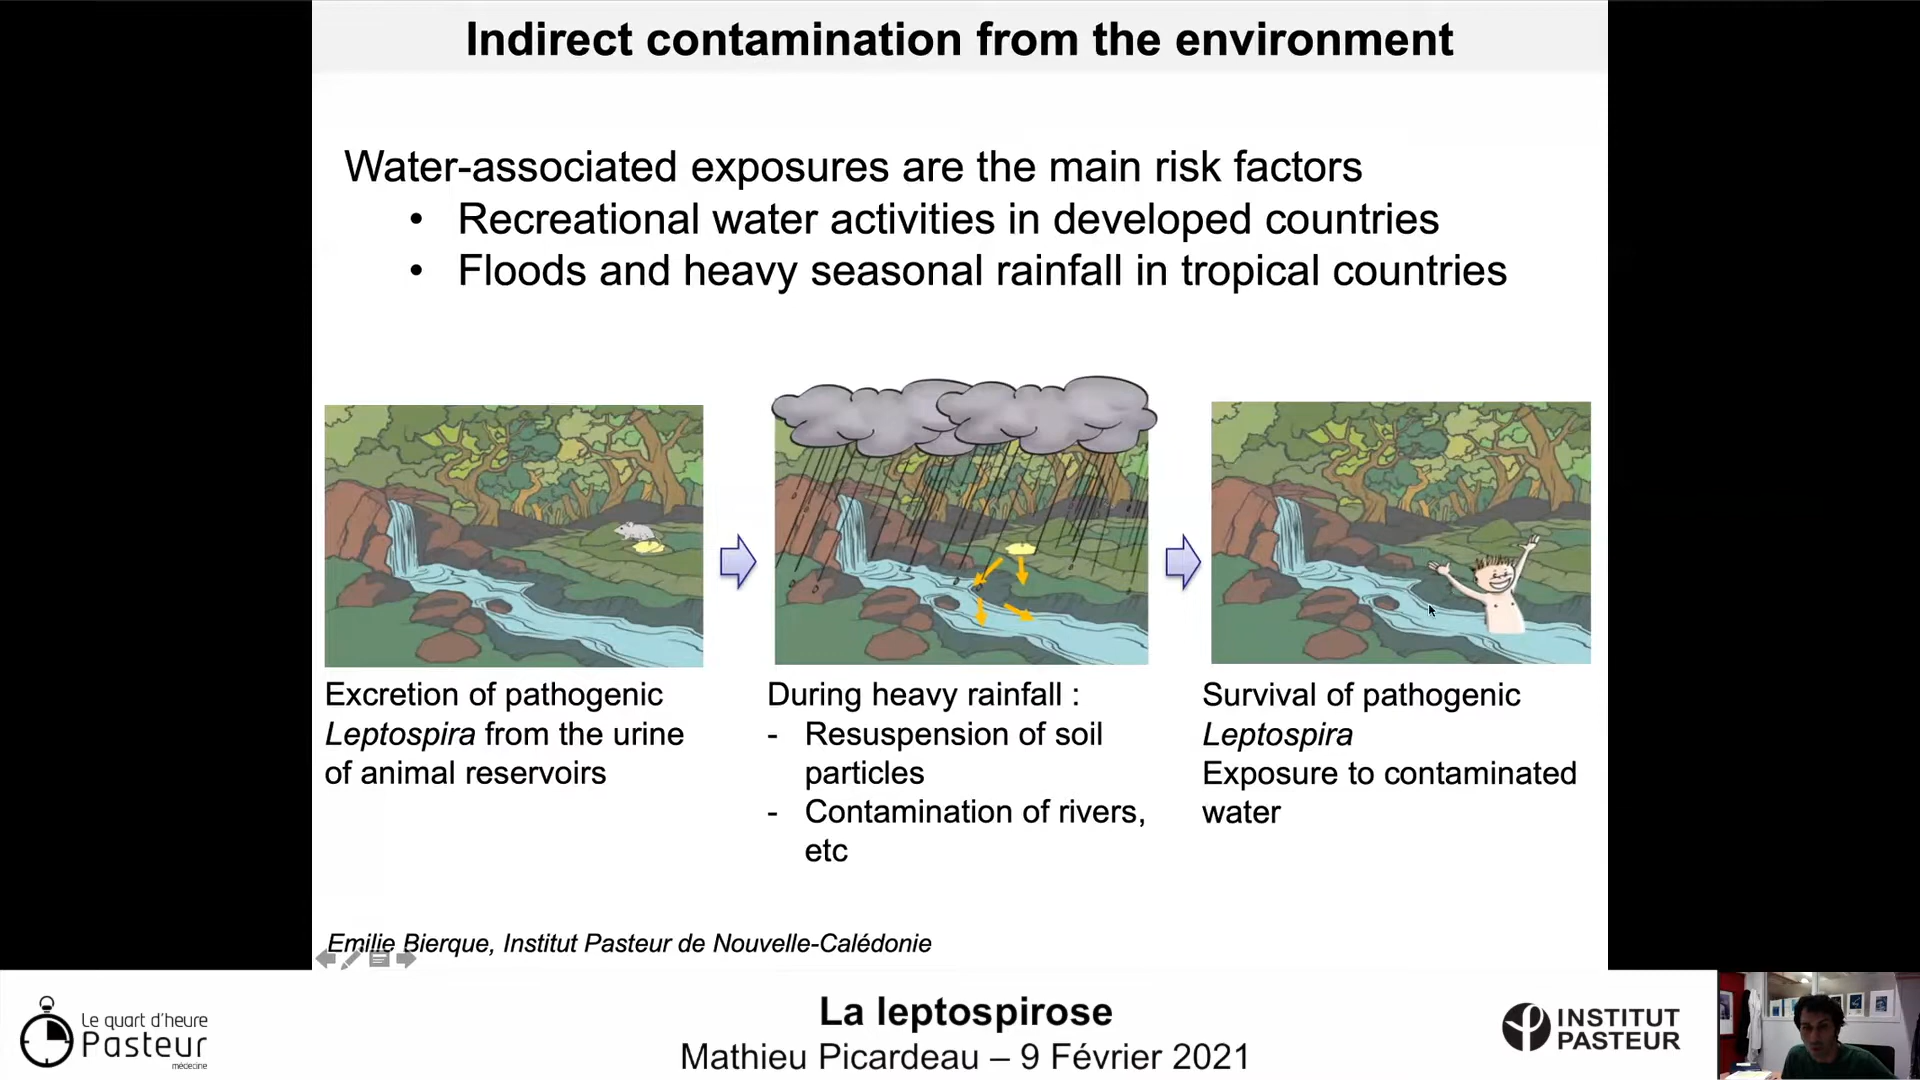 Indirect contamination from the environment
Water-associated exposures are the main risk factors
• Recreational water activities in developed countries
• Floods and heavy seasonal rainfall in tropical countries
Excretion of pathogenic
Leptospira from the urine
of animal reservoirs
During heavy rainfall :
- Resuspension of soil
particles
- Contamination of rivers,
etc
Survival of pathogenic
Leptospira
Exposure to contaminated
water
Emilie Bierque, Institut Pasteur de Nouvelle-Calédonie
Le quart d'heure
Pasteur
médecine
La leptospirose
Mathieu Picardeau – 9 Février 2021
INSTITUT
PASTEUR